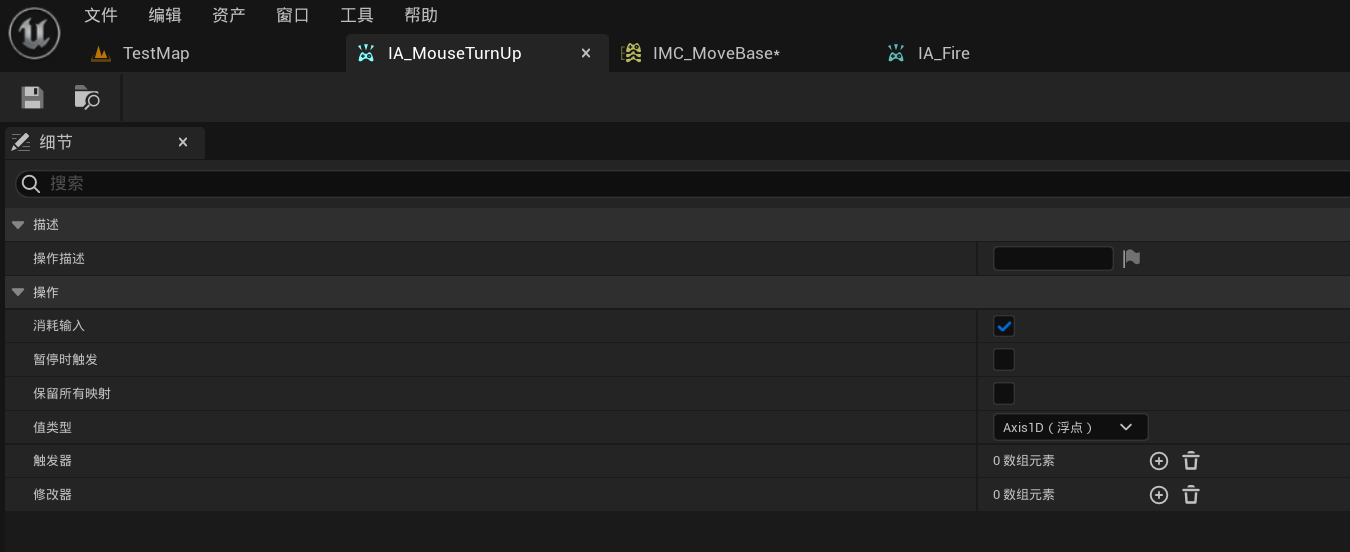 文件 编辑 资产 窗口 工具 帮助
TestMap IA_MouseTurnUp IMC_MoveBase* IA_Fire
细节
搜索
描述
操作描述
操作
消耗输入
暂停时触发
保留所有映射
值类型 Axis1D（浮点）
触发器 0 数组元素
修改器 0 数组元素